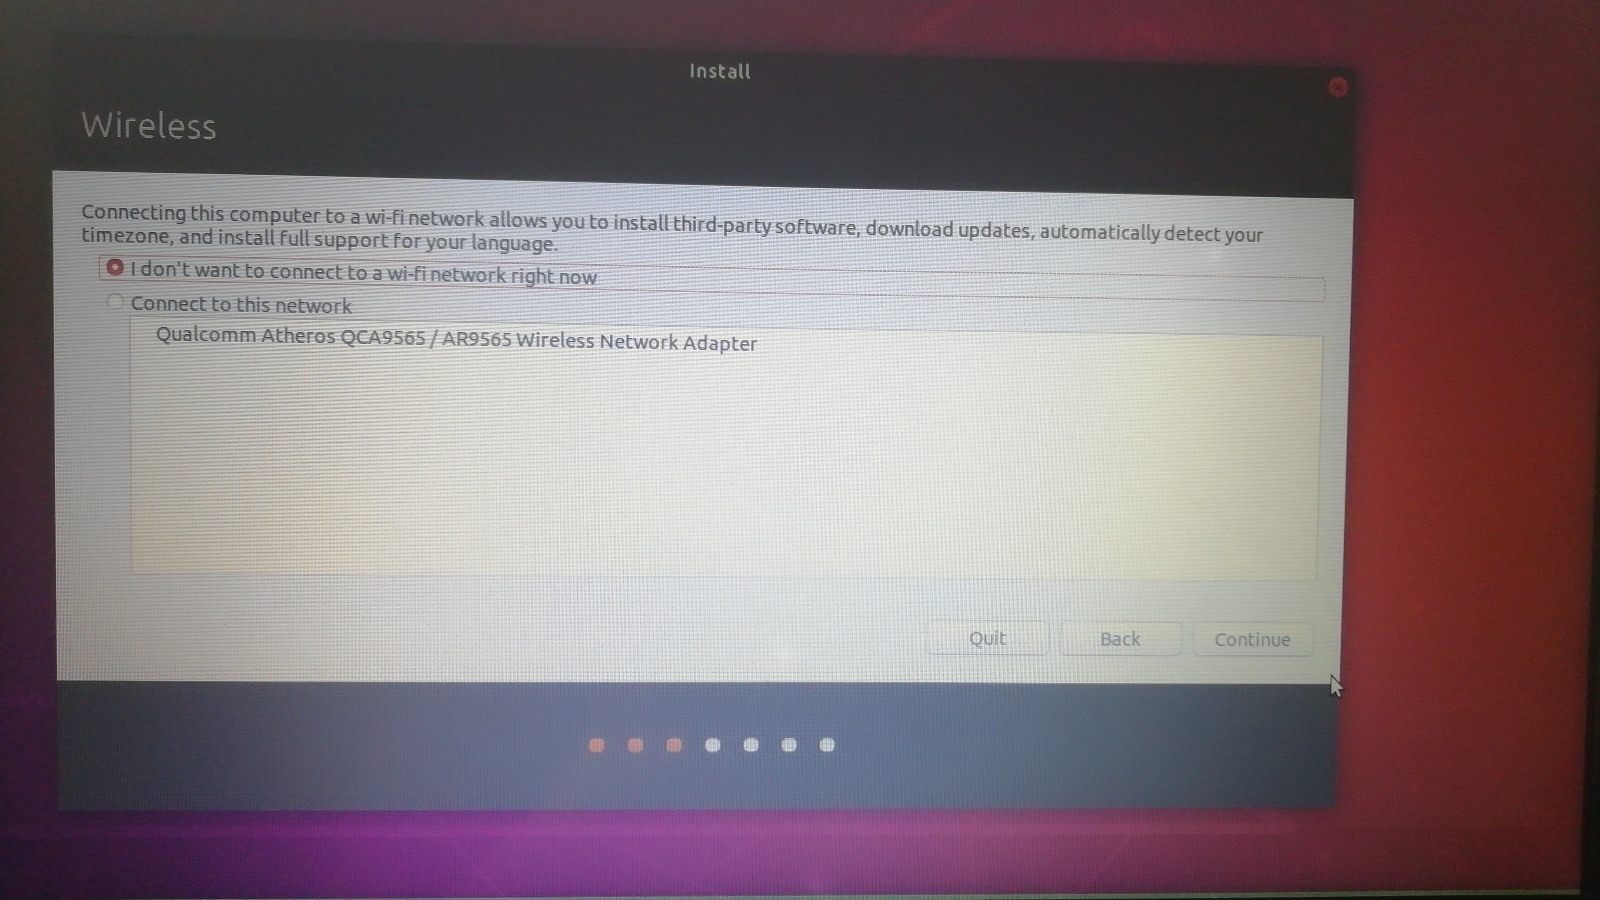 Install
Wireless
Connecting this computer to a wi-fi network allows you to install third-party software, download updates, automatically detect your
timezone, and install full support for your language.
I don't want to connect to a wi-fi network right now
Connect to this network
Qualcomm Atheros QCA9565 / AR9565 Wireless Network Adapter
Quit Back Continue